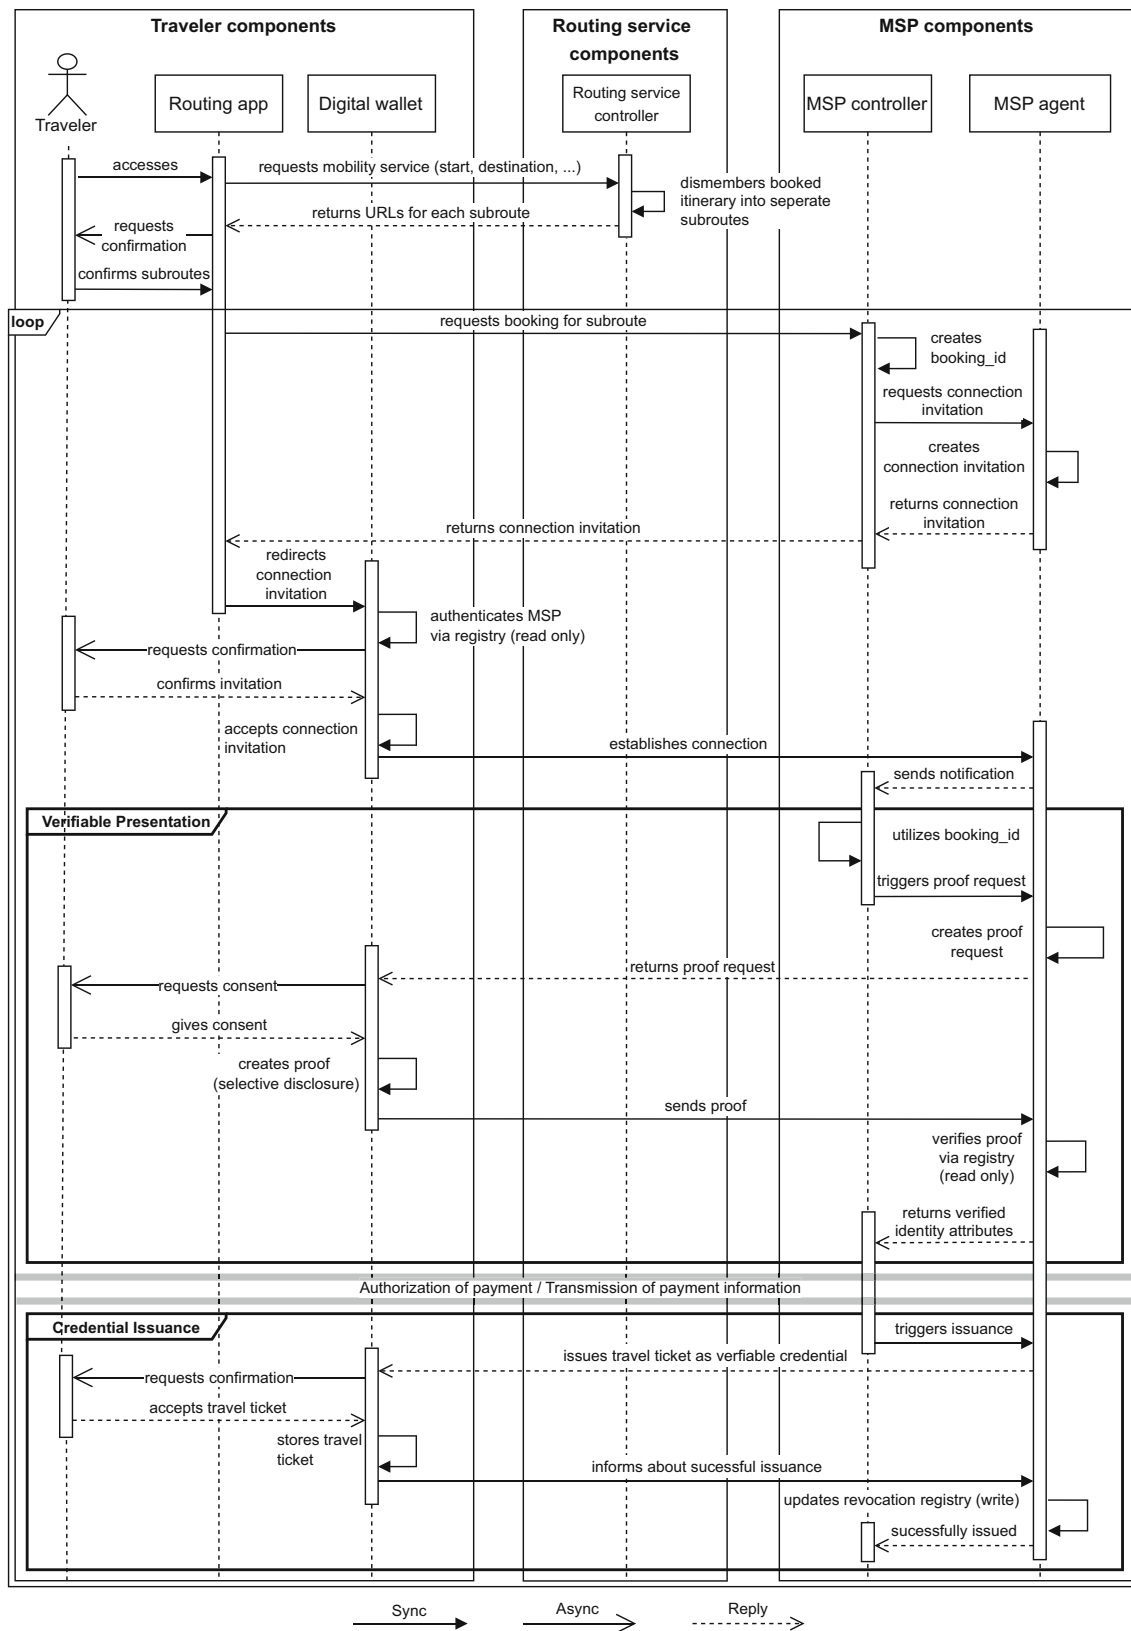 Traveler components
Routing service
components
MSP components
Traveler
Routing app
Digital wallet
Routing service
controller
MSP controller
MSP agent
accesses
requests mobility service (start, destination, ...)
dismembers booked
itinerary into seperate
subroutes
returns URLs for each subroute
requests
confirmation
confirms subroutes
loop
requests booking for subroute
creates
booking_id
requests connection
invitation
creates
connection invitation
returns connection
invitation
returns connection invitation
redirects
connection
invitation
authenticates MSP
via registry (read only)
requests confirmation
confirms invitation
accepts connection
invitation
establishes connection
sends notification
Verifiable Presentation
utilizes booking_id
triggers proof request
creates proof
request
returns proof request
requests consent
gives consent
creates proof
(selective disclosure)
sends proof
verifies proof
via registry
(read only)
returns verified
identity attributes
Authorization of payment / Transmission of payment information
Credential Issuance
triggers issuance
issues travel ticket as verfiable credential
requests confirmation
accepts travel ticket
stores travel
ticket
informs about sucessful issuance
updates revocation registry (write)
sucessfully issued
Sync
Async
Reply